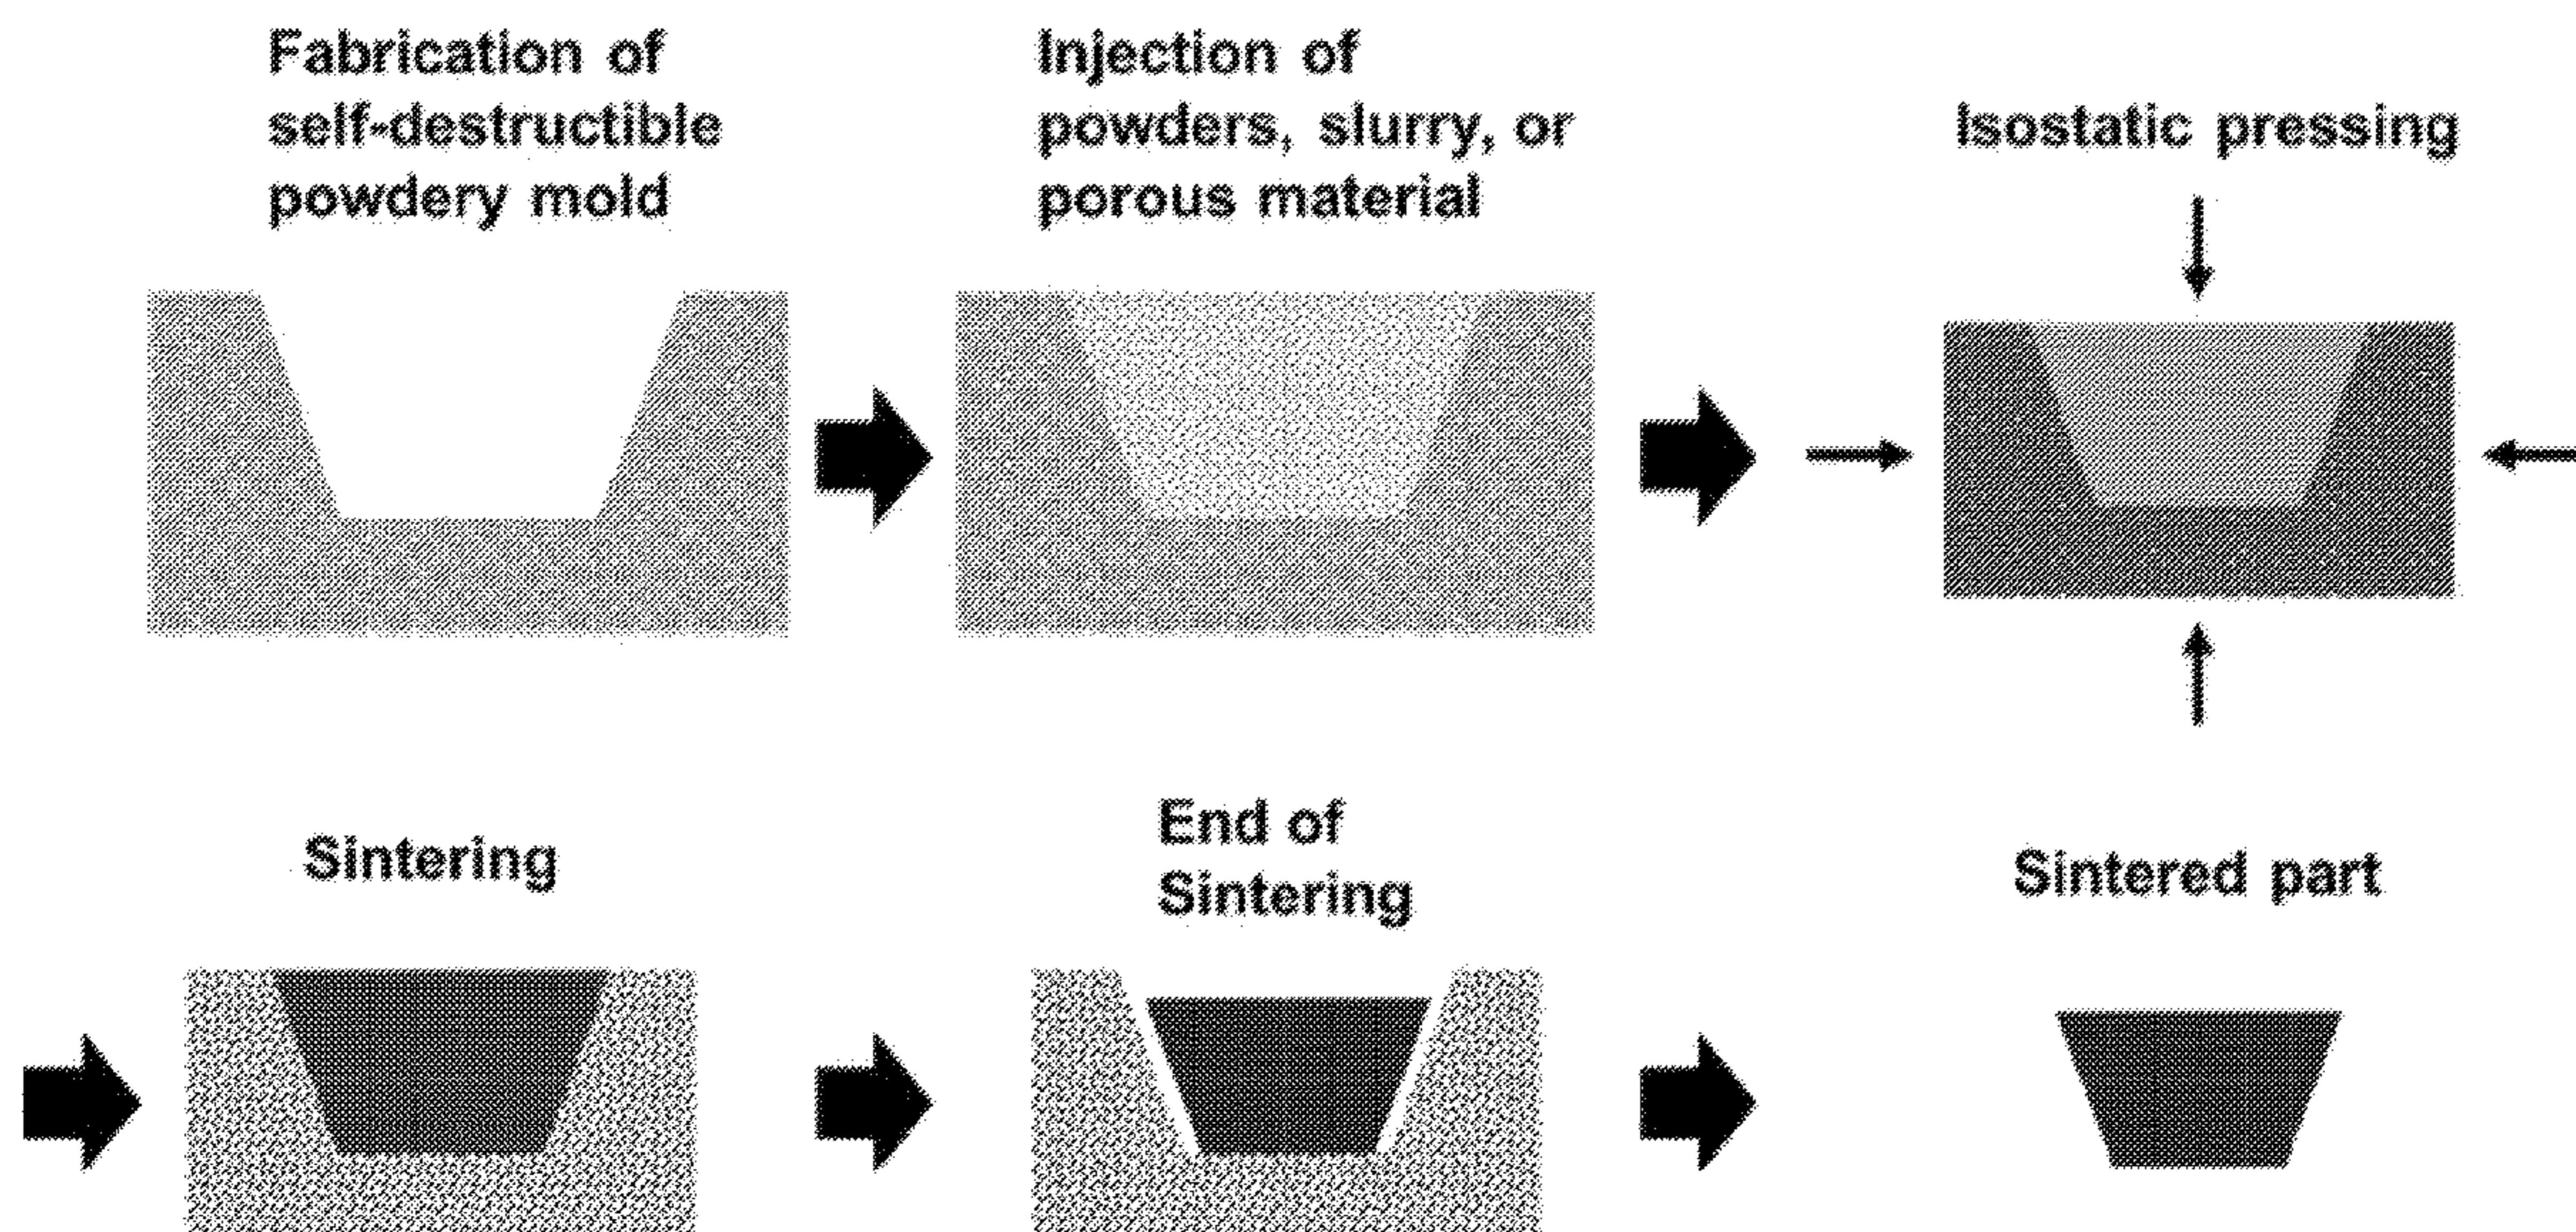 Fabrication of
self-destructible
powdery mold
Injection of
powders, slurry, or
porous material
Isostatic pressing
Sintering
End of
Sintering
Sintered part